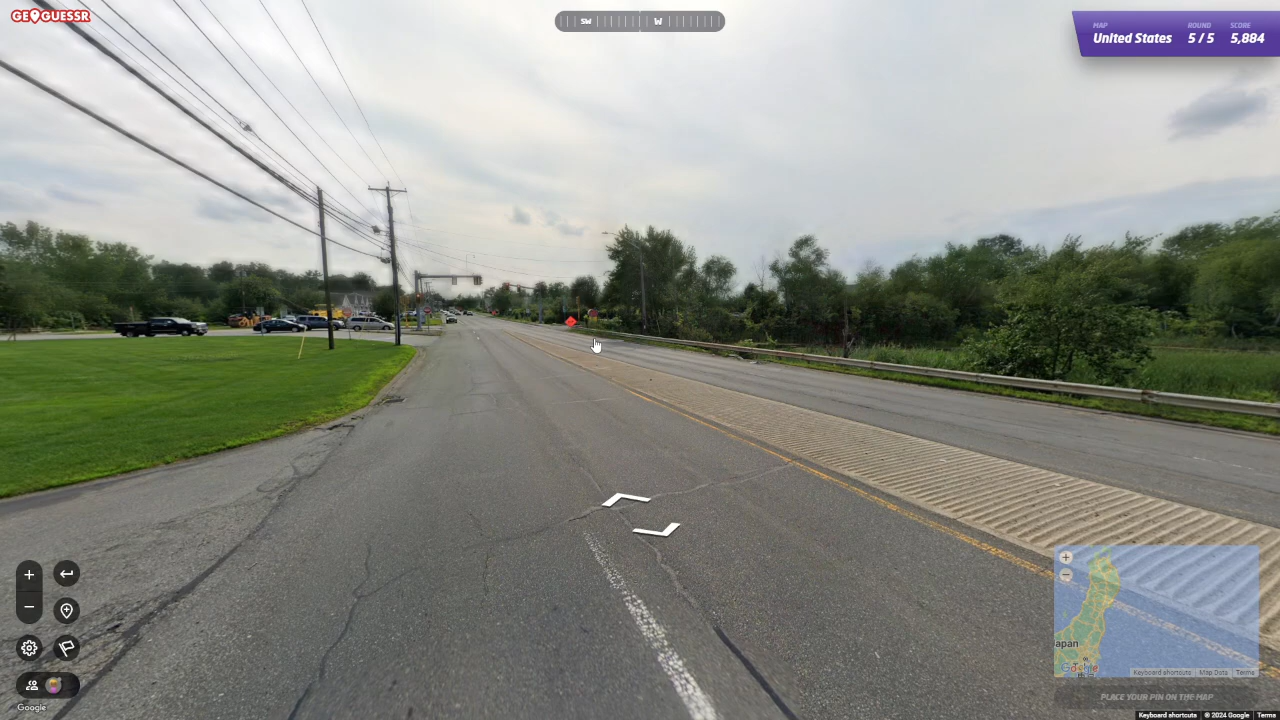 GEOGUESSR
SW W
MAP ROUND SCORE
United States 5 / 5 5,884
apan
Google
Keyboard shortcuts Map Data Terms
PLACE YOUR PIN ON THE MAP
Google
Keyboard shortcuts © 2024 Google Terms